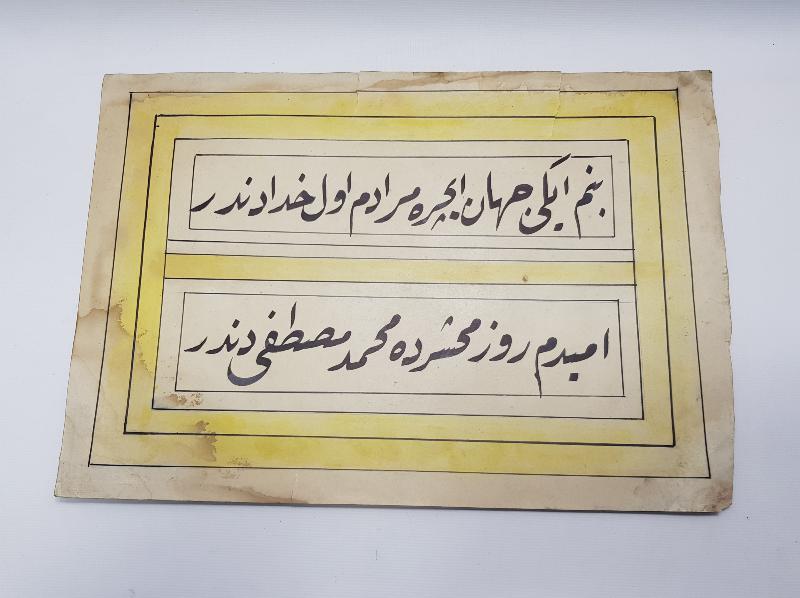 بنم ایکی جهان ایچره مرادم اول خدادندر
امیدم روز محشرده محمد مصطفی دندر